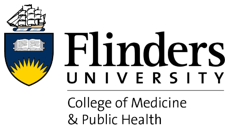 Flinders
UNIVERSITY
College of Medicine
& Public Health